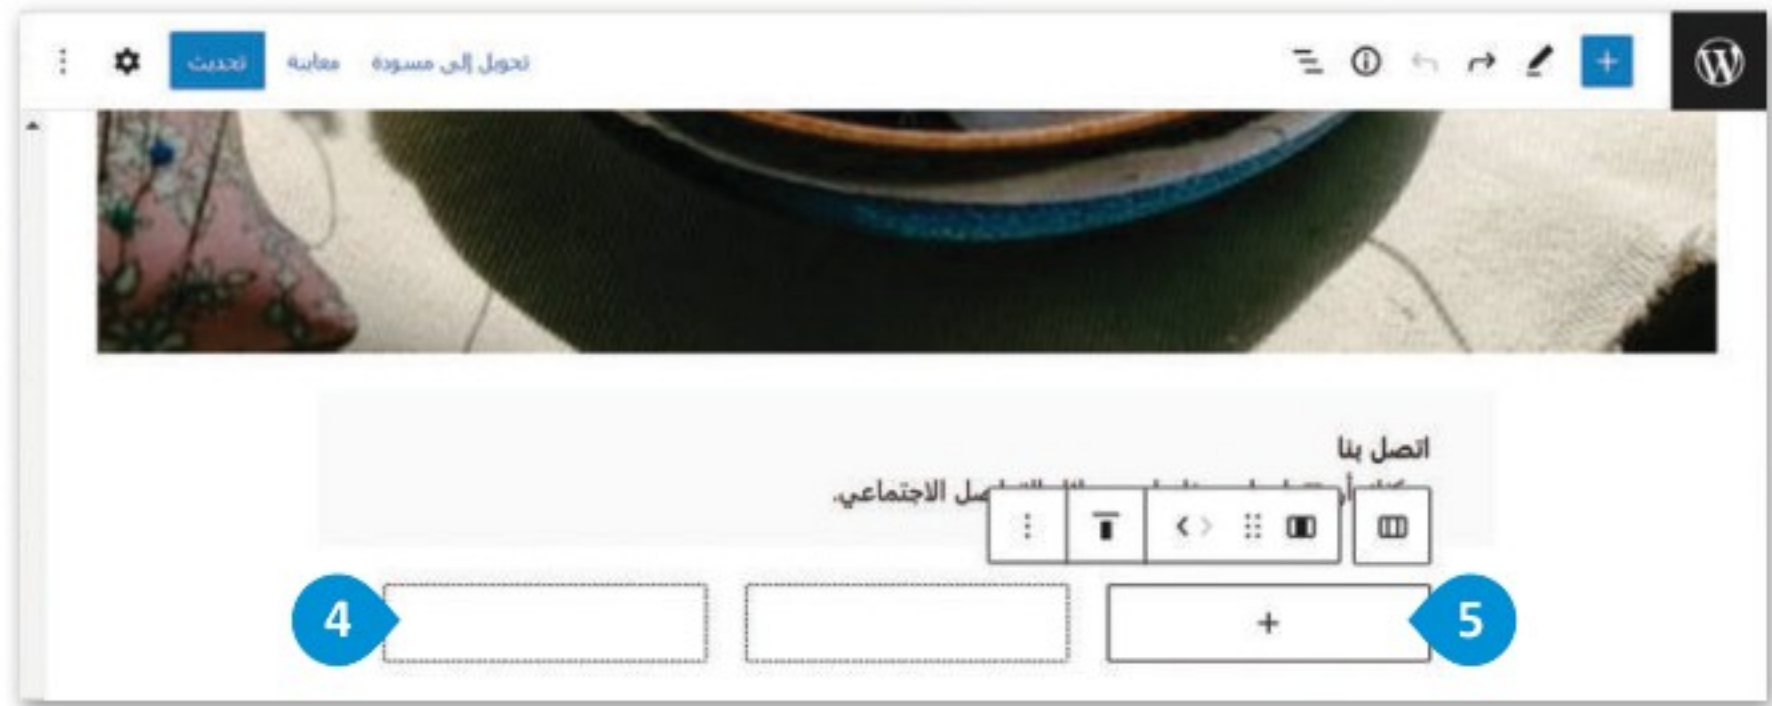 تحويل إلى مسودة
معاينة
تحديث
اتصل بنا
الاجتماعي.
4
5